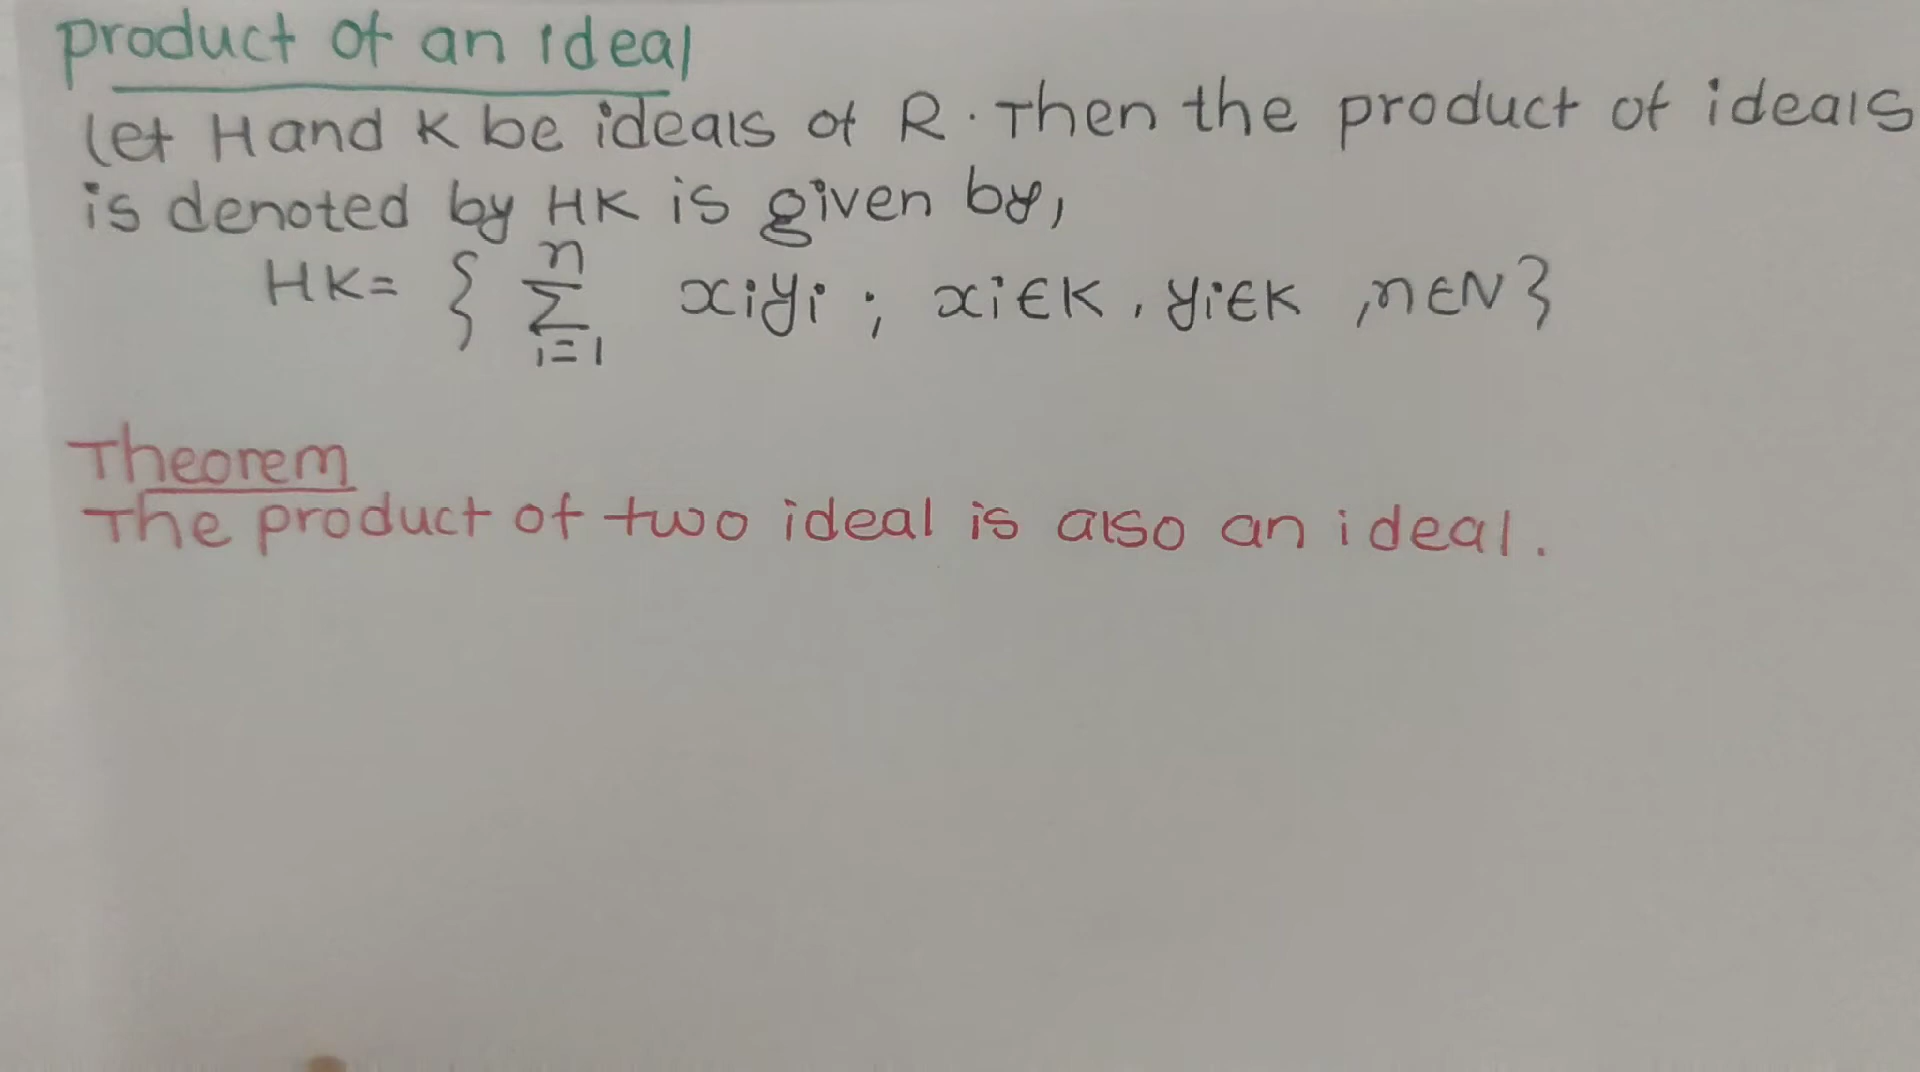 product of an ideal
Let H and K be ideals of R. Then the product of ideals
is denoted by HK is given by,
HK = { n∑i=1 xiyi ; xi∈K, yi∈K ,n∈N}
Theorem
The product of two ideal is also an ideal.